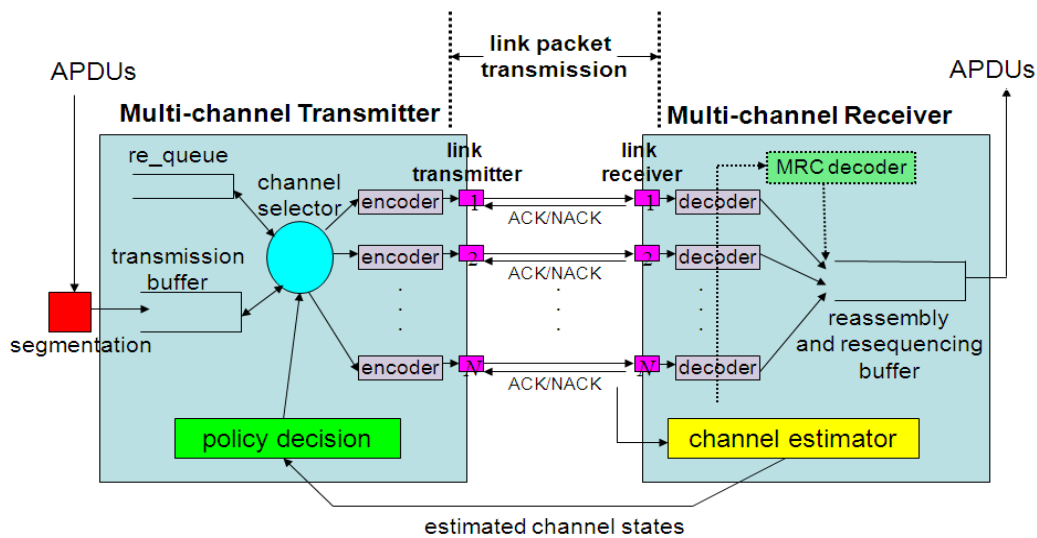 link packet
transmission
APDUs
APDUs
Multi-channel Transmitter
Multi-channel Receiver
re_queue
channel
selector
link
transmitter
link
receiver
MRC decoder
encoder
1
1
decoder
ACK/NACK
transmission
buffer
encoder
2
2
decoder
ACK/NACK
segmentation
reassembly
and resequencing
buffer
encoder
N
N
decoder
ACK/NACK
policy decision
channel estimator
estimated channel states